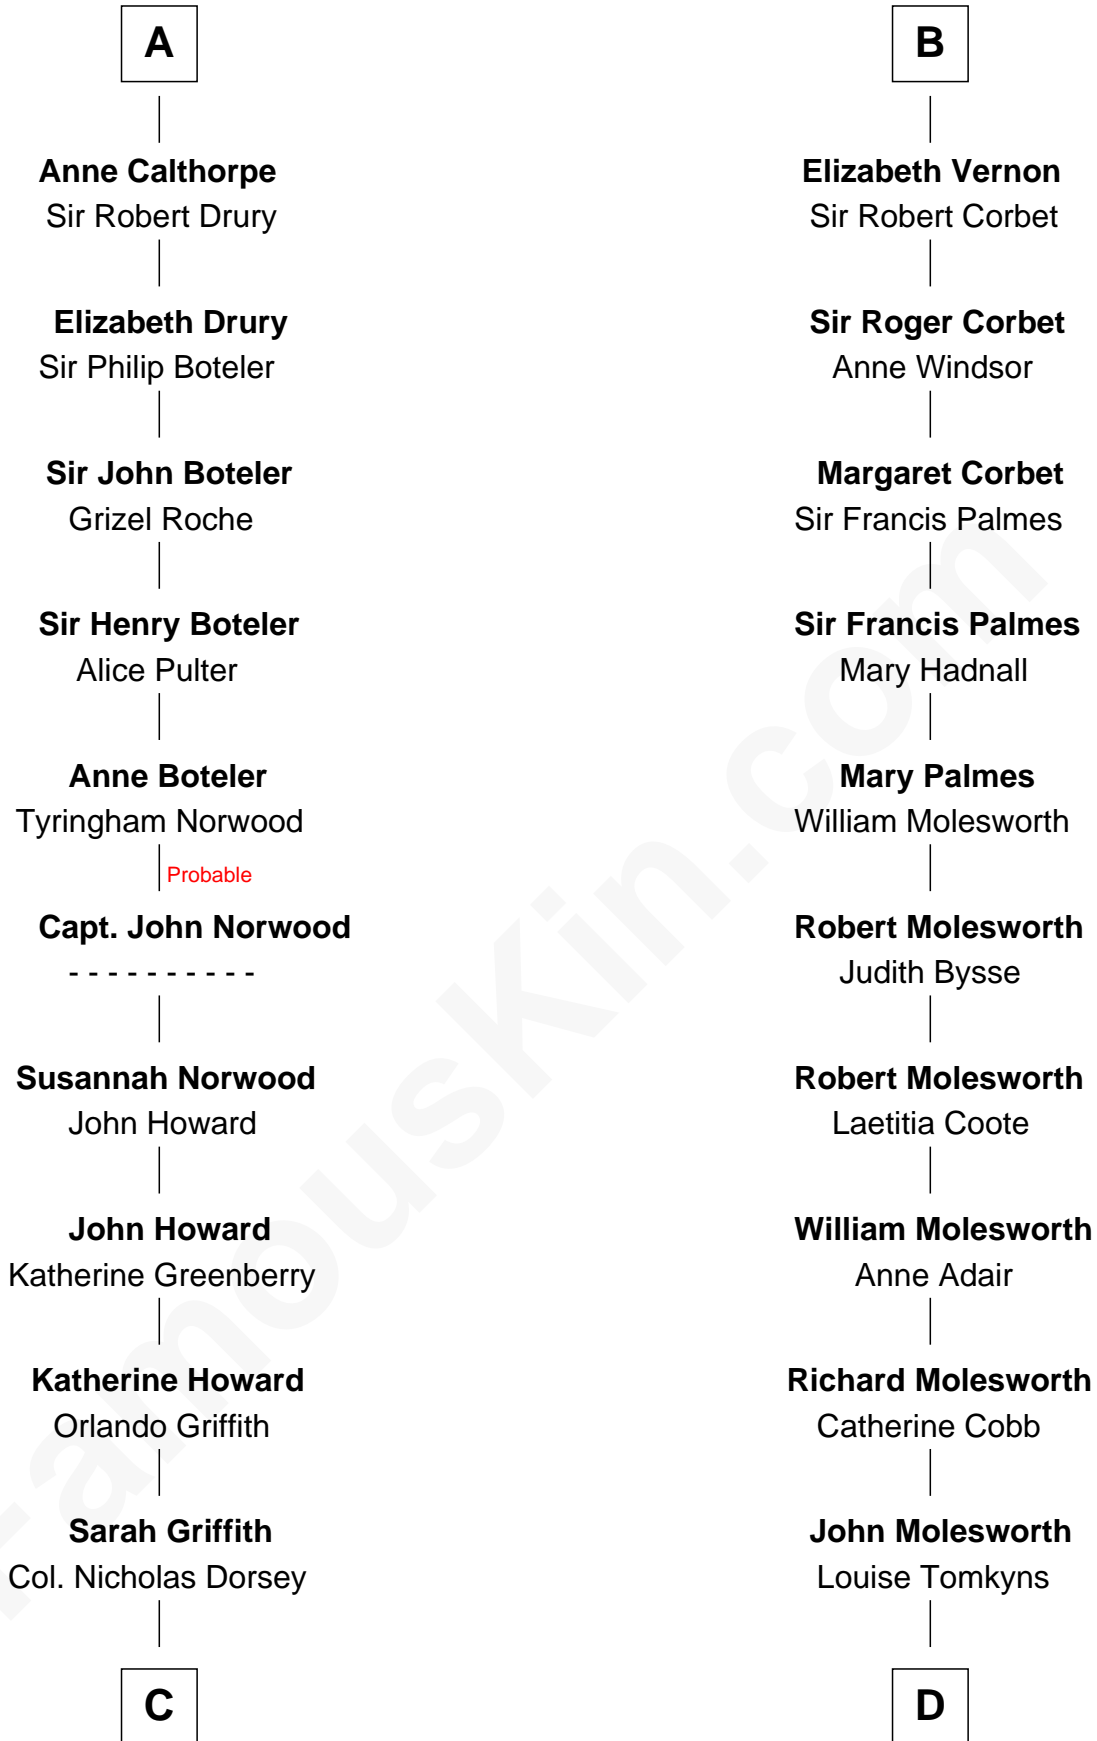 A
Anne Calthorpe
Sir Robert Drury
Elizabeth Drury
Sir Philip Boteler
Sir John Boteler
Grizel Roche
Sir Henry Boteler
Alice Pulter
Anne Boteler
Tyringham Norwood
Probable
Capt. John Norwood
- - - - - - - - - -
Susannah Norwood
John Howard
John Howard
Katherine Greenberry
Katherine Howard
Orlando Griffith
Sarah Griffith
Col. Nicholas Dorsey
C
B
Elizabeth Vernon
Sir Robert Corbet
Sir Roger Corbet
Anne Windsor
Margaret Corbet
Sir Francis Palmes
Sir Francis Palmes
Mary Hadnall
Mary Palmes
William Molesworth
Robert Molesworth
Judith Bysse
Robert Molesworth
Laetitia Coote
William Molesworth
Anne Adair
Richard Molesworth
Catherine Cobb
John Molesworth
Louise Tomkyns
D
FamousKin.com